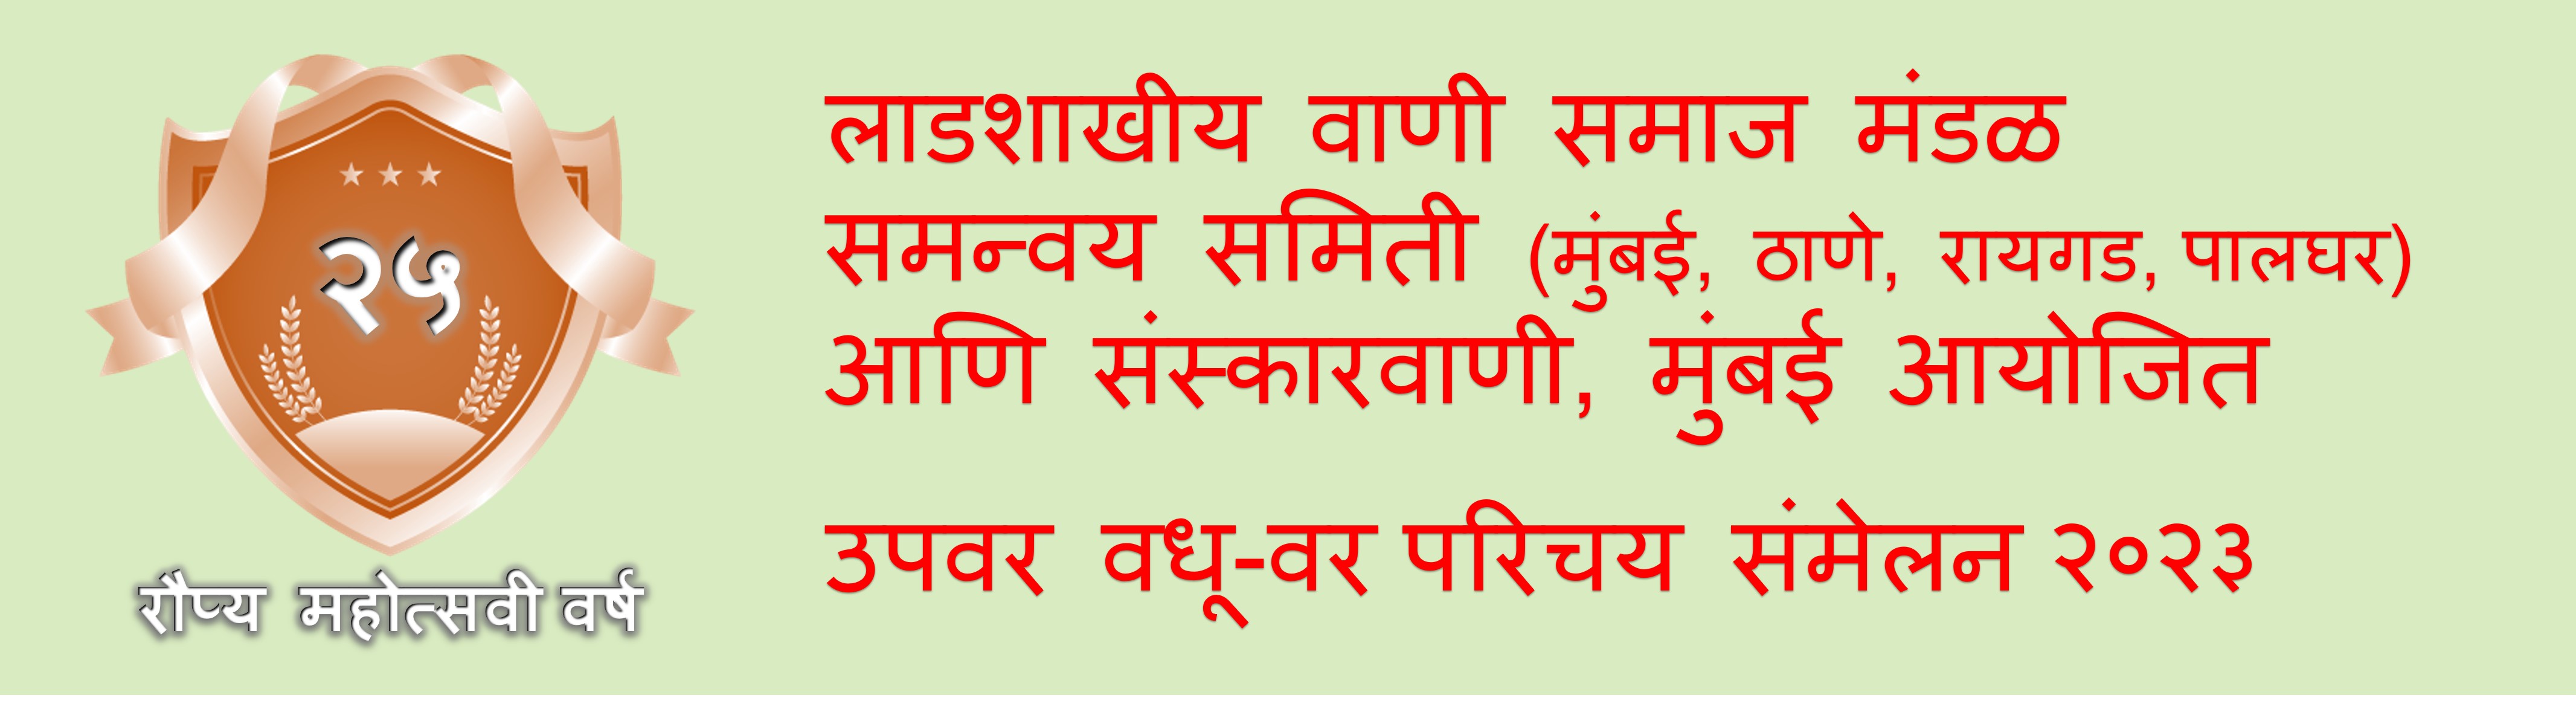 २५
रौप्य महोत्सवी वर्ष
लाडशाखीय वाणी समाज मंडळ
समन्वय समिती (मुंबई, ठाणे, रायगड, पालघर)
आणि संस्कारवाणी, मुंबई आयोजित
उपवर वधू-वर परिचय संमेलन २०२३